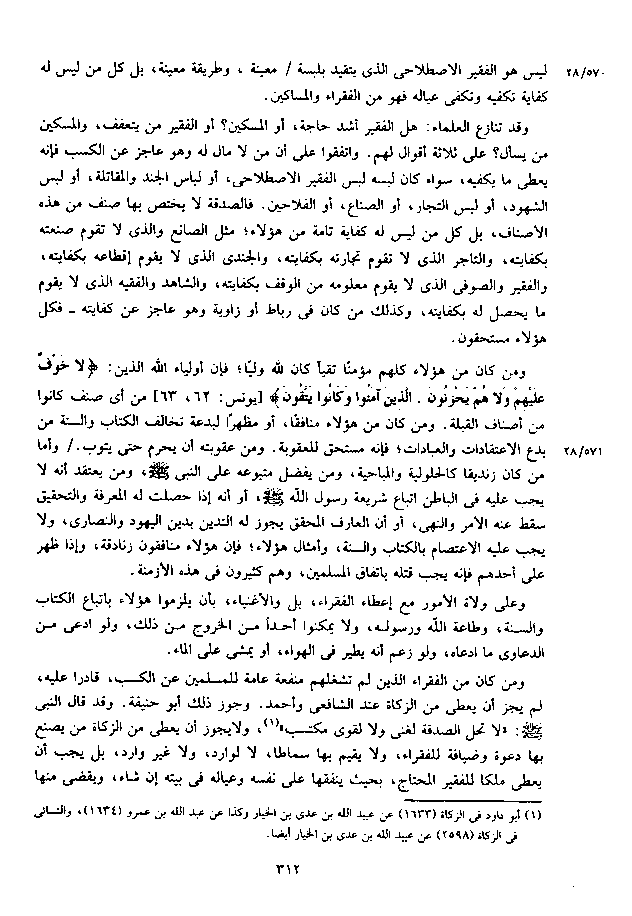 ٢٨/٥٧٠ ليس هو الفقير الاصطلاحى الذى يتقيد بلبسة / معينة ، وطريقة معينة، بل كل من ليس له
كفاية تكفيه وتكفى عياله فهو من الفقراء والمساكين.
وقد تنازع العلماء: هل الفقير أشد حاجة، أو المسكين؟ أو الفقير من يتعفف، والمسكين
من يسأل؟ على ثلاثة أقوال لهم. واتفقوا على أن من لا مال له وهو عاجز عن الكسب فإنه
يعطى ما يكفيه، سواء كان لبسه لبس الفقير الاصطلاحى، أو لباس الجند والمقاتلة، أو لبس
الشهود، أو لبس التجار، أو الصناع، أو الفلاحين. فالصدقة لا يختص بها صنف من هذه
الأصناف، بل كل من ليس له كفاية تامة من هؤلاء؛ مثل الصانع والذى لا تقوم صنعته
بكفايته، والتاجر الذى لا تقوم تجارته بكفايته، والجندى الذى لا يقوم إقطاعه بكفايته،
والفقير والصوفى الذى لا يقوم معلومه من الوقف بكفايته، والشاهد والفقيه الذى لا يقوم
ما يحصل له بكفايته، وكذلك من كان فى رباط أو زاوية وهو عاجز عن كفايته ــ فكل
هؤلاء مستحقون.
ومن كان من هؤلاء كلهم مؤمنًا تقيًا كان لله وليًا؛ فإن أولياء الله الذين: ﴿لا خَوْفٌ
عَلَيْهِمْ وَلا هُمْ يَحْزَنُونَ . الَّذِينَ آمَنُوا وَكَانُوا يَتَّقُونَ﴾ [يونس: ٦٢، ٦٣] من أى صنف كانوا
من أصناف القبلة. ومن كان من هؤلاء منافقًا، أو مظهرًا لبدعة تخالف الكتاب والسنة من
٢٨/٥٧١ بدع الاعتقادات والعبادات؛ فإنه مستحق للعقوبة. ومن عقوبته أن يحرم حتى يتوب. / وأما
من كان زنديقا كالحلولية والمباحية، ومن يفضل متبوعه على النبى ﷺ، ومن يعتقد أنه لا
يجب عليه فى الباطن اتباع شريعة رسول الله ﷺ، أو أنه إذا حصلت له المعرفة والتحقيق
سقط عنه الأمر والنهى، أو أن العارف المحقق يجوز له التدين بدين اليهود والنصارى، ولا
يجب عليه الاعتصام بالكتاب والسنة، وأمثال هؤلاء؛ فإن هؤلاء منافقون زنادقة، وإذا ظهر
على أحدهم فإنه يجب قتله باتفاق المسلمين، وهم كثيرون فى هذه الأزمنة.
وعلى ولاة الأمور مع إعطاء الفقراء، بل والأغنياء، بأن يلزموا هؤلاء باتباع الكتاب
والسنة، وطاعة الله ورسوله، ولا يمكنوا أحدًا من الخروج من ذلك، ولو ادعى من
الدعاوى ما ادعاه، ولو زعم أنه يطير فى الهواء، أو يمشى على الماء.
ومن كان من الفقراء الذين لم تشغلهم منفعة عامة للمسلمين عن الكسب، قادرا عليه،
لم يجز أن يعطى من الزكاة عند الشافعى وأحمد. وجوز ذلك أبو حنيفة. وقد قال النبى
ﷺ: «لا تحل الصدقة لغنى ولا لقوى مكتسب»(١)، ولايجوز أن يعطى من الزكاة من يصنع
بها دعوة وضيافة للفقراء، ولا يقيم بها سماطا، لا لوارد، ولا غير وارد، بل يجب أن
يعطى ملكا للفقير المحتاج، بحيث ينفقها على نفسه وعياله فى بيته إن شاء، ويقضى منها
(١) أبو داود فى الزكاة (١٦٣٣) عن عبيد الله بن عدى بن الخيار وكذا عن عبد الله بن عمرو (١٦٣٤)، والنسائى
فى الزكاة (٢٥٩٨) عن عبيد الله بن عدى بن الخيار أيضا.
٣١٢